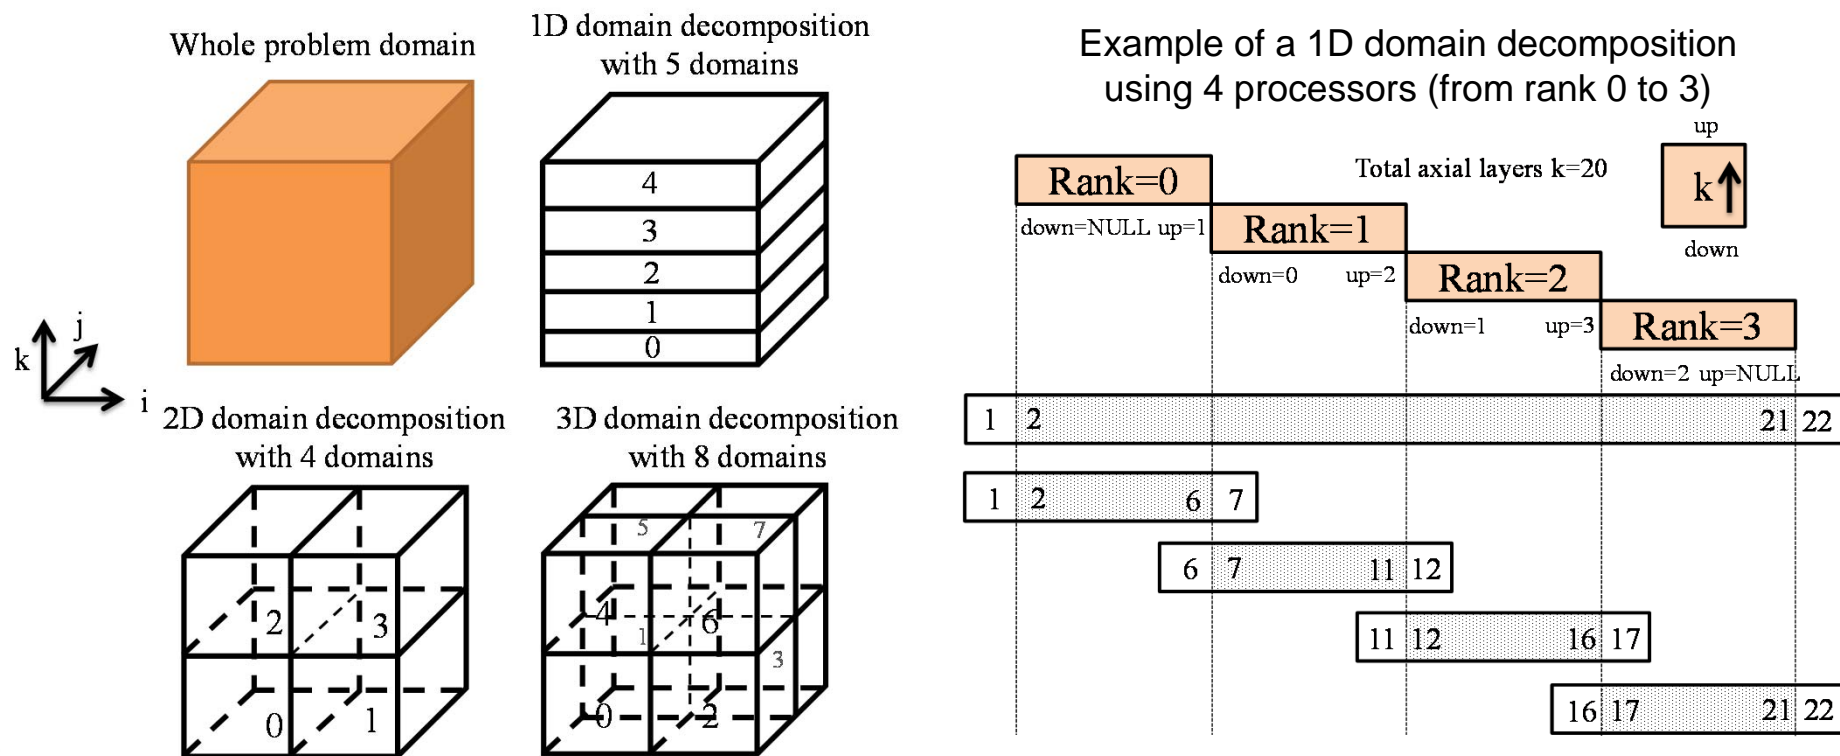 Whole problem domain
1D domain decomposition
with 5 domains
4
3
2
1
0
k
j
i
2D domain decomposition
with 4 domains
2
3
0
1
3D domain decomposition
with 8 domains
5
7
4
6
1
3
0
2
Example of a 1D domain decomposition
using 4 processors (from rank 0 to 3)
up
k
down
Total axial layers k=20
Rank=0
down=NULL up=1
Rank=1
down=0 up=2
Rank=2
down=1 up=3
Rank=3
down=2 up=NULL
1 2 21 22
1 2 6 7
6 7 11 12
11 12 16 17
16 17 21 22